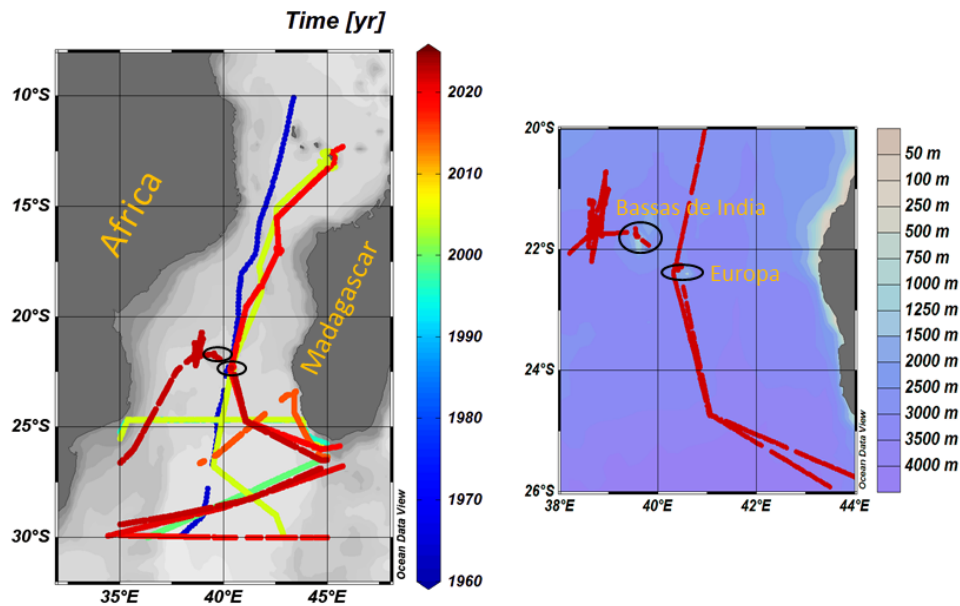 Time [yr]
10°S
15°S
20°S
25°S
30°S
35°E
40°E
45°E
Africa
Madagascar
Ocean Data View
2020
2010
2000
1990
1980
1970
1960
20°S
22°S
24°S
26°S
38°E
40°E
42°E
44°E
Bassas de India
Europa
Ocean Data View
50 m
100 m
250 m
500 m
750 m
1000 m
1250 m
1500 m
2000 m
2500 m
3000 m
3500 m
4000 m